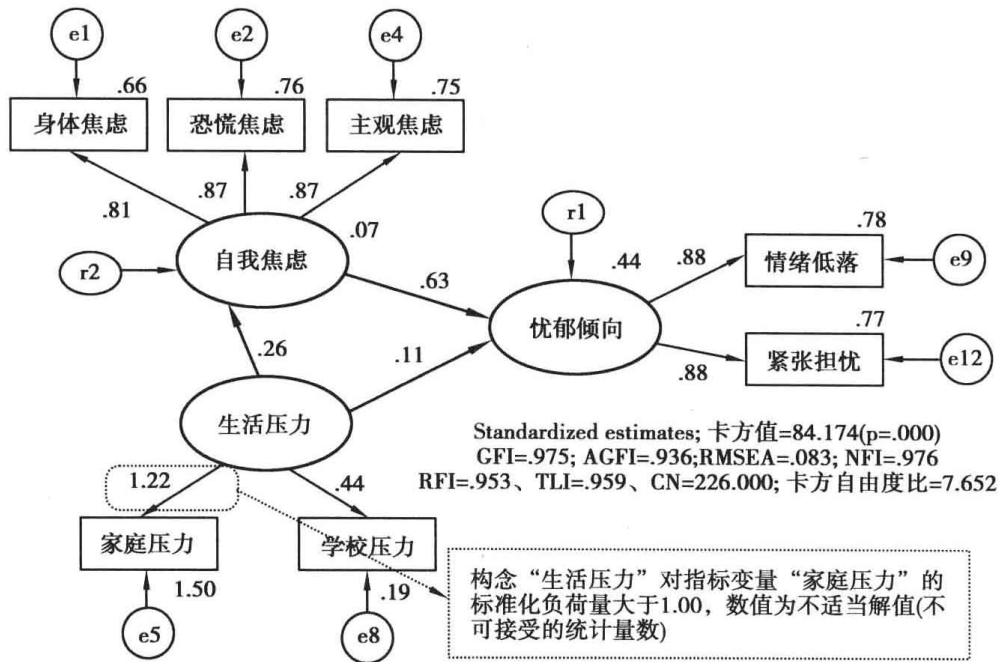 e1
e2
e4
.66
.76
.75
身体焦虑
恐慌焦虑
主观焦虑
.81
.87
.87
r1
自我焦虑
.07
r2
.78
.44
.88
情绪低落
e9
.63
忧郁倾向
.77
.26
.11
.88
紧张担忧
e12
生活压力
Standardized estimates; 卡方值=84.174(p=.000)
GFI=.975; AGFI=.936;RMSEA=.083; NFI=.976
RFI=.953、TLI=.959、CN=226.000; 卡方自由度比=7.652
1.22
.44
家庭压力
学校压力
1.50
.19
e5
e8
构念“生活压力”对指标变量“家庭压力”的
标准化负荷量大于1.00，数值为不适当解值(不
可接受的统计量数)